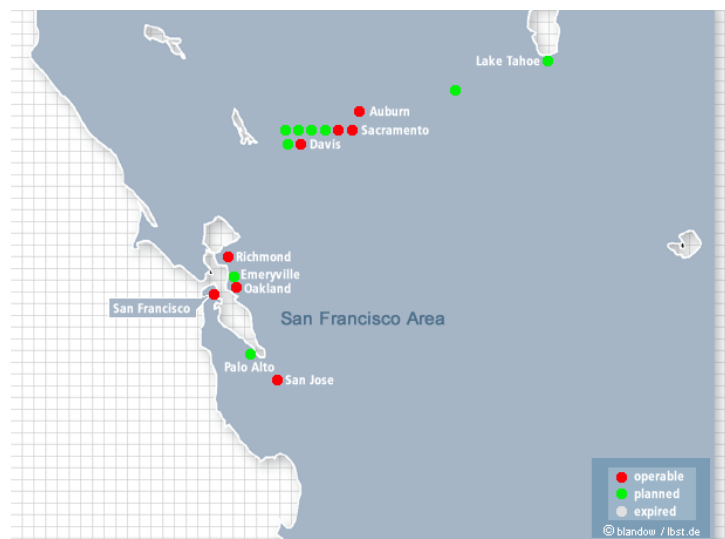 Lake Tahoe
Auburn
Sacramento
Davis
Richmond
Emeryville
Oakland
San Francisco
San Francisco Area
Palo Alto
San Jose
operable
planned
expired
© blandow / lbst.de